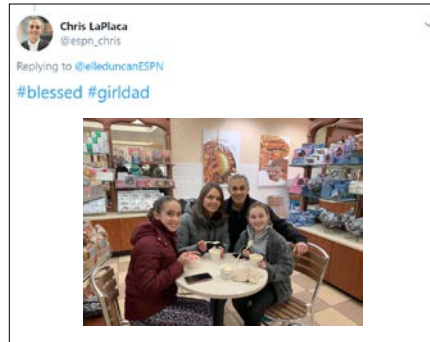 Chris LaPlaca
@espn_chris
Replying to @elleduncanESPN
#blessed #girldad